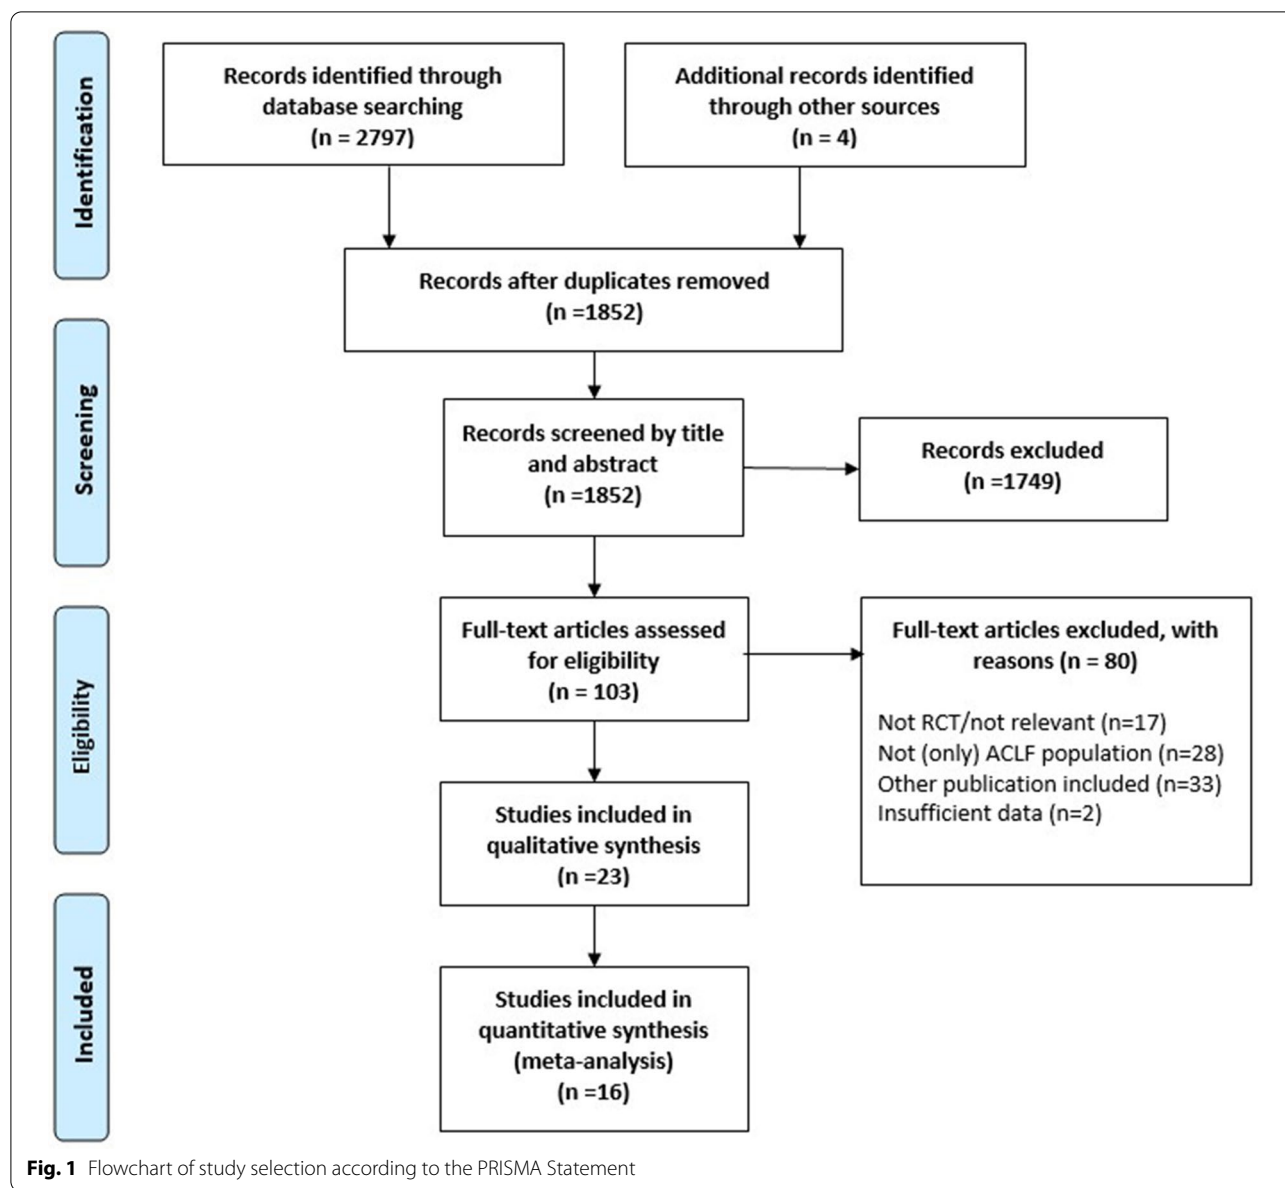 Identification
Records identified through
database searching
(n = 2797)
Additional records identified
through other sources
(n = 4)
Records after duplicates removed
(n =1852)
Screening
Records screened by title
and abstract
(n =1852)
Records excluded
(n =1749)
Eligibility
Full-text articles assessed
for eligibility
(n = 103)
Full-text articles excluded, with
reasons (n = 80)
Not RCT/not relevant (n=17)
Not (only) ACLF population (n=28)
Other publication included (n=33)
Insufficient data (n=2)
Studies included in
qualitative synthesis
(n =23)
Included
Studies included in
quantitative synthesis
(meta-analysis)
(n =16)
Fig. 1 Flowchart of study selection according to the PRISMA Statement